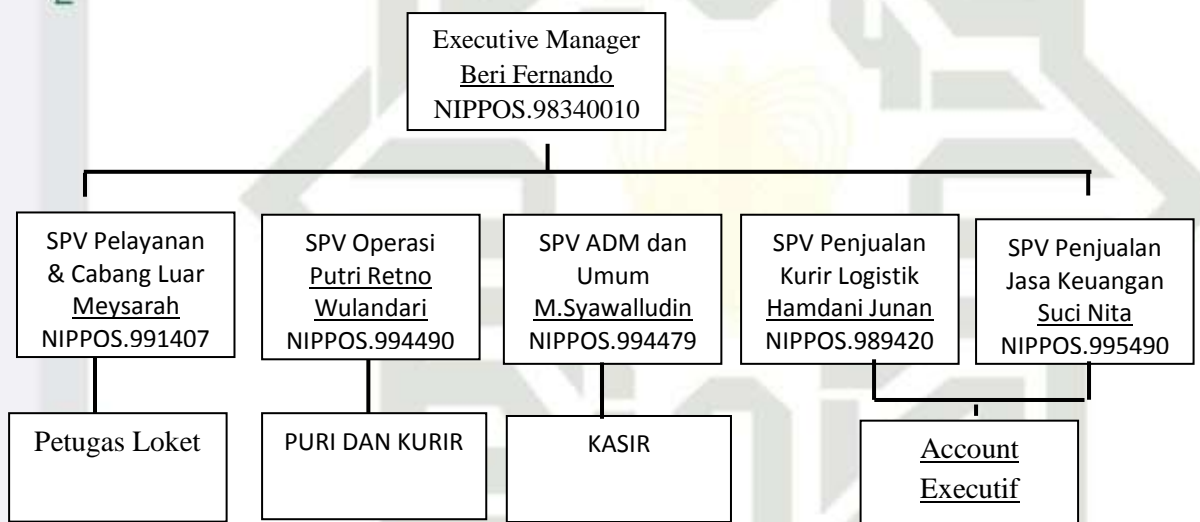 Executive Manager
Beri Fernando
NIPPOS.98340010
SPV Pelayanan
& Cabang Luar
Meysarah
NIPPOS.991407
SPV Operasi
Putri Retno
Wulandari
NIPPOS.994490
SPV ADM dan
Umum
M.Syawalludin
NIPPOS.994479
SPV Penjualan
Kurir Logistik
Hamdani Junan
NIPPOS.989420
SPV Penjualan
Jasa Keuangan
Suci Nita
NIPPOS.995490
Petugas Loket
PURI DAN KURIR
KASIR
Account
Executif